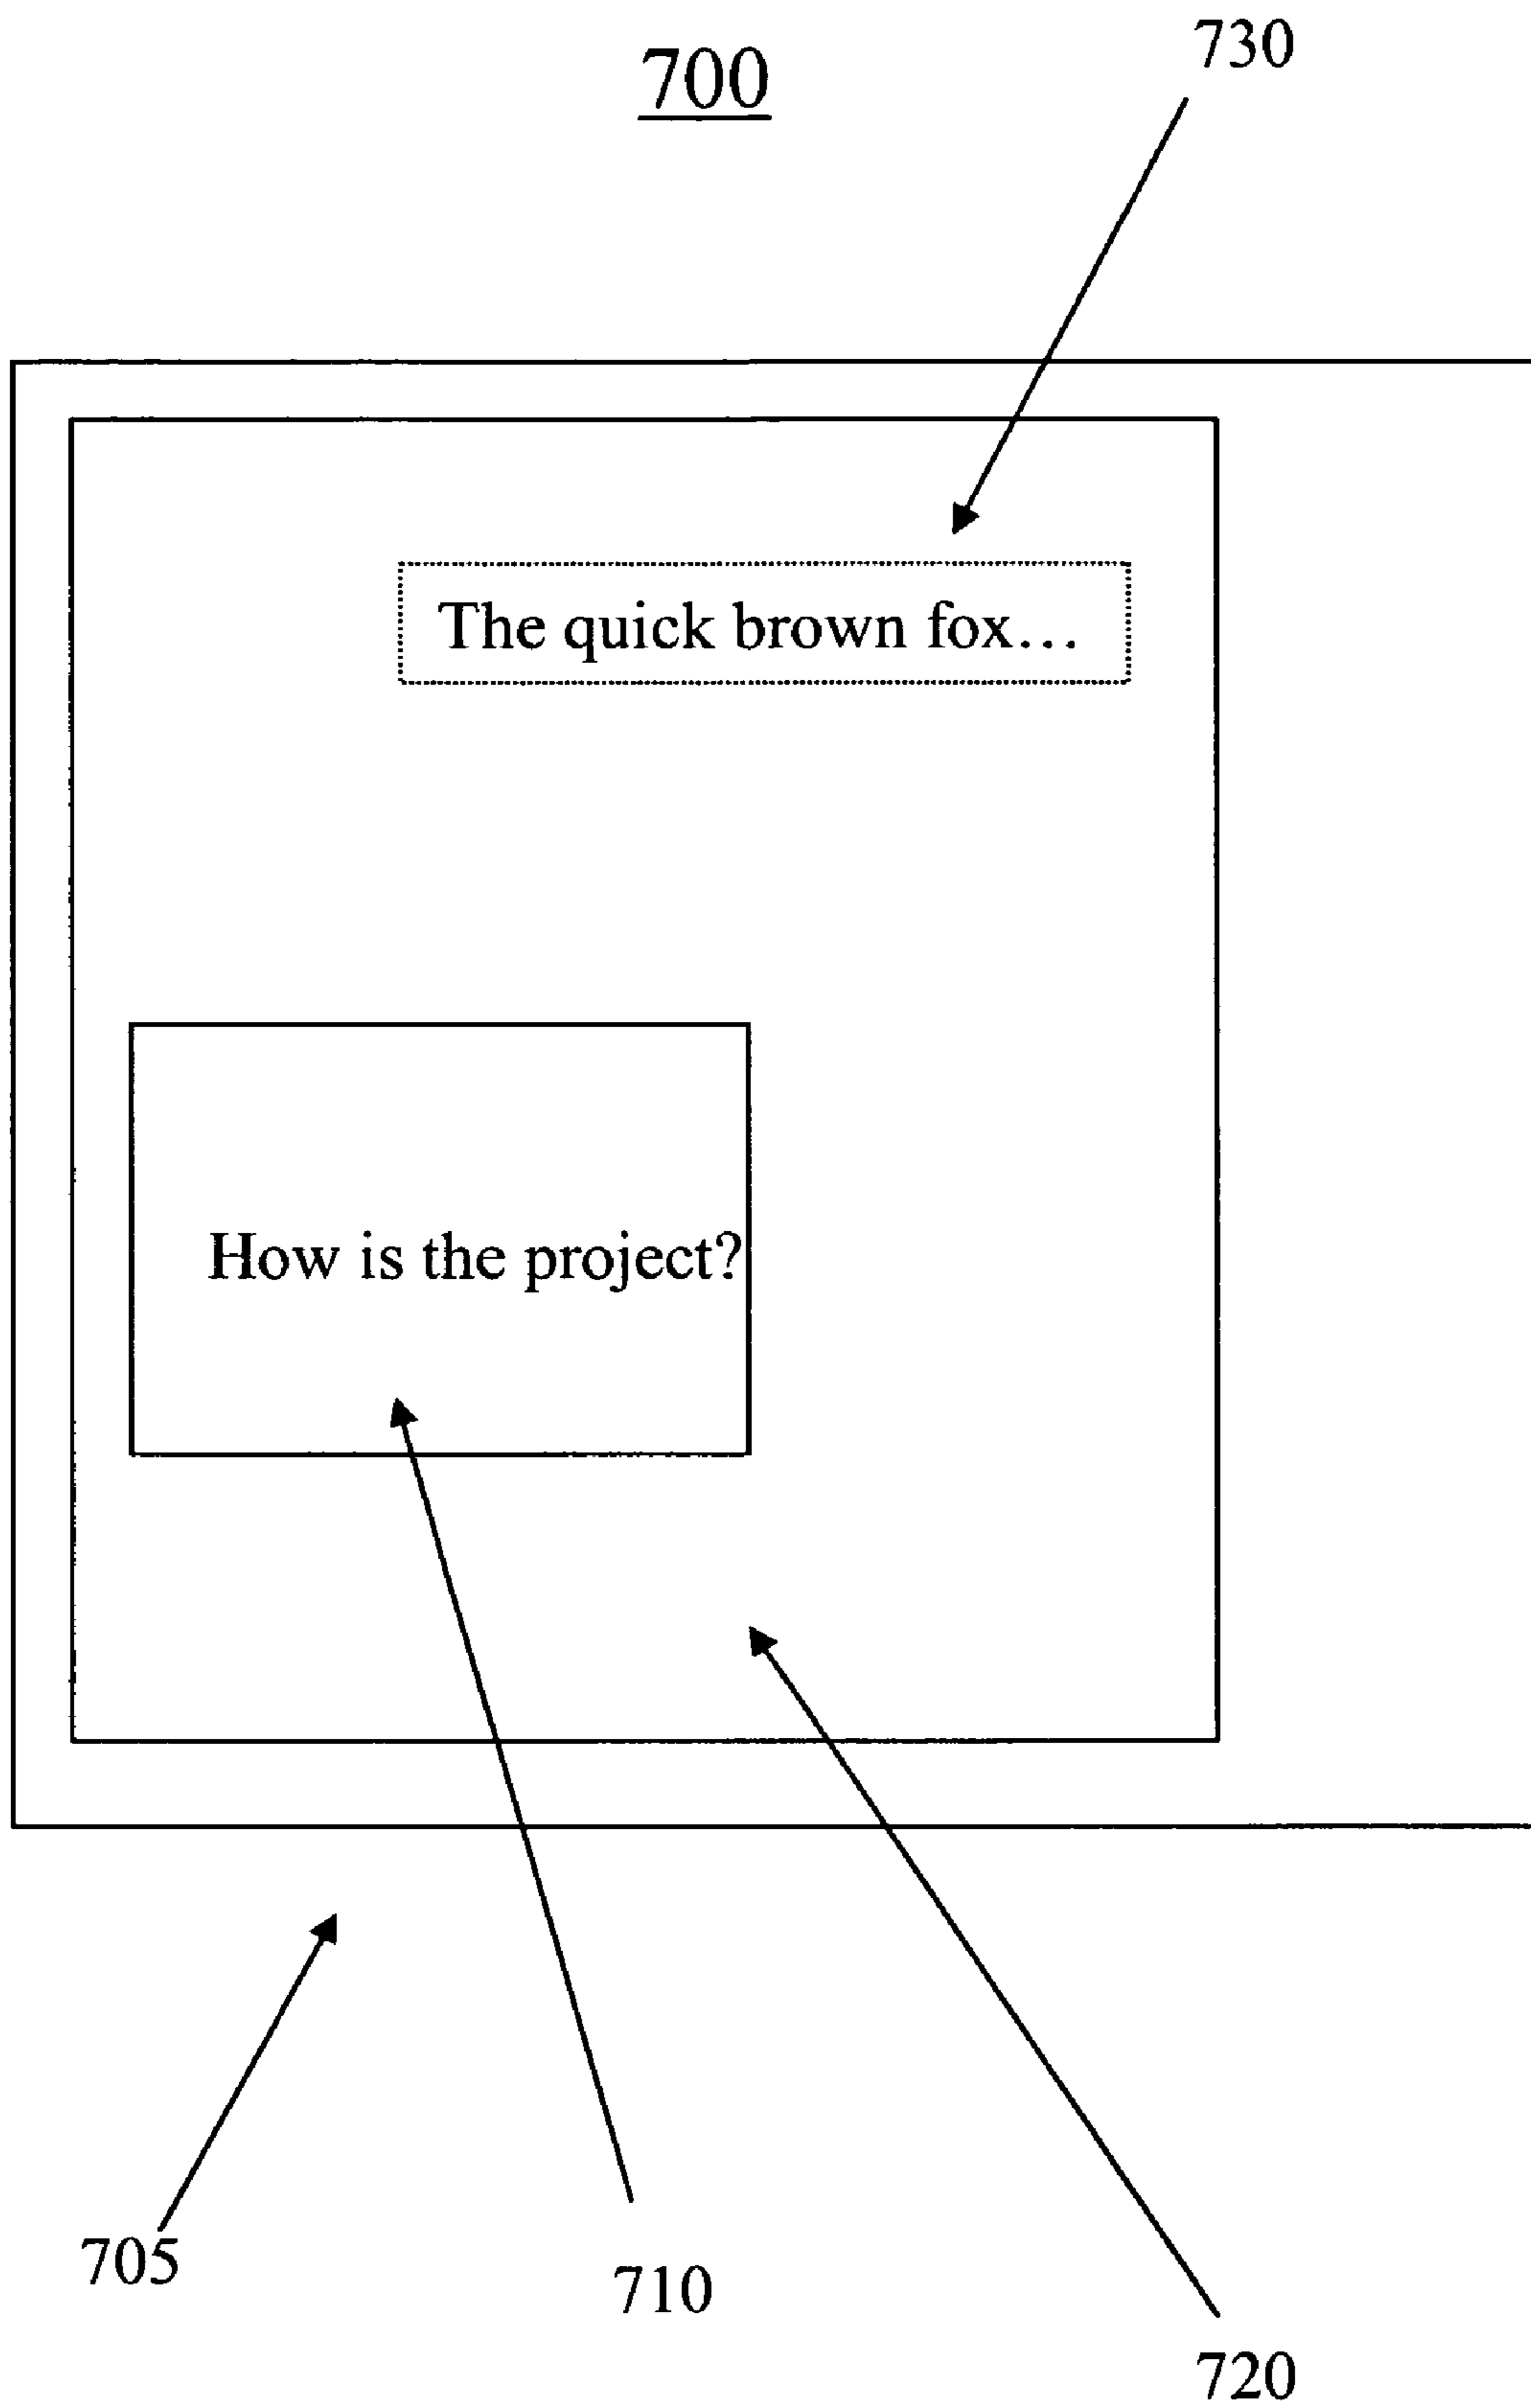 730
700
The quick brown fox...
How is the project?
705
710
720